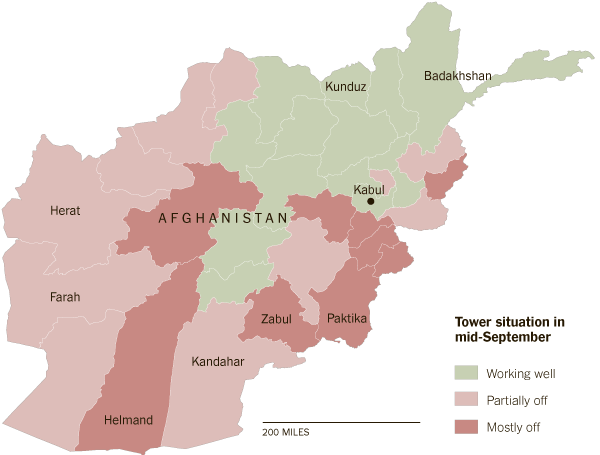 Kunduz
Badakhshan
Kabul
Herat
AFGHANISTAN
Farah
Zabul
Paktika
Kandahar
Helmand
200 MILES
Tower situation in
mid-September
Working well
Partially off
Mostly off